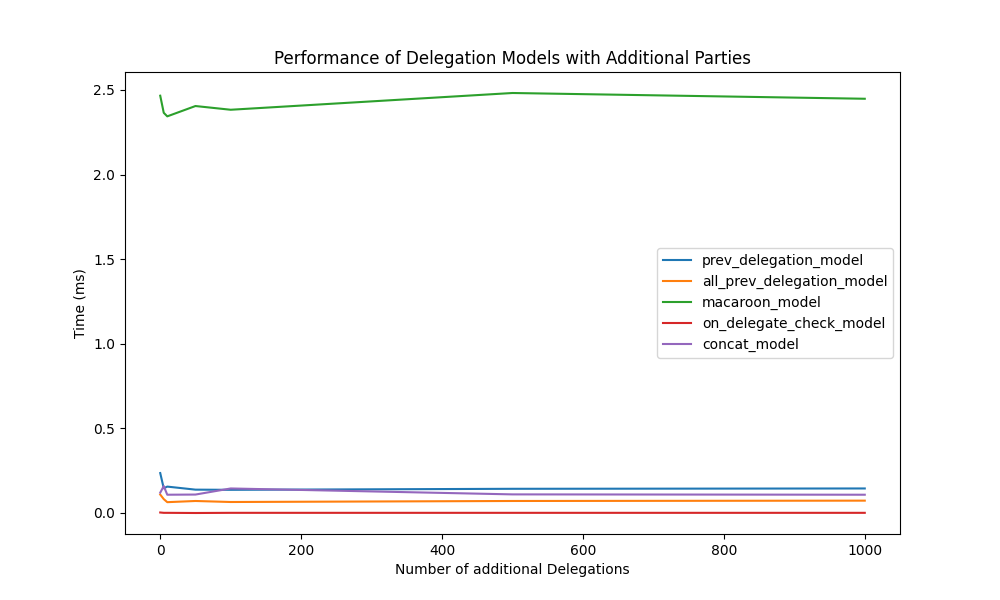 Performance of Delegation Models with Additional Parties
2.5
2.0
1.5
1.0
0.5
0.0
Time (ms)
prev_delegation_model
all_prev_delegation_model
macaroon_model
on_delegate_check_model
concat_model
0 200 400 600 800 1000
Number of additional Delegations